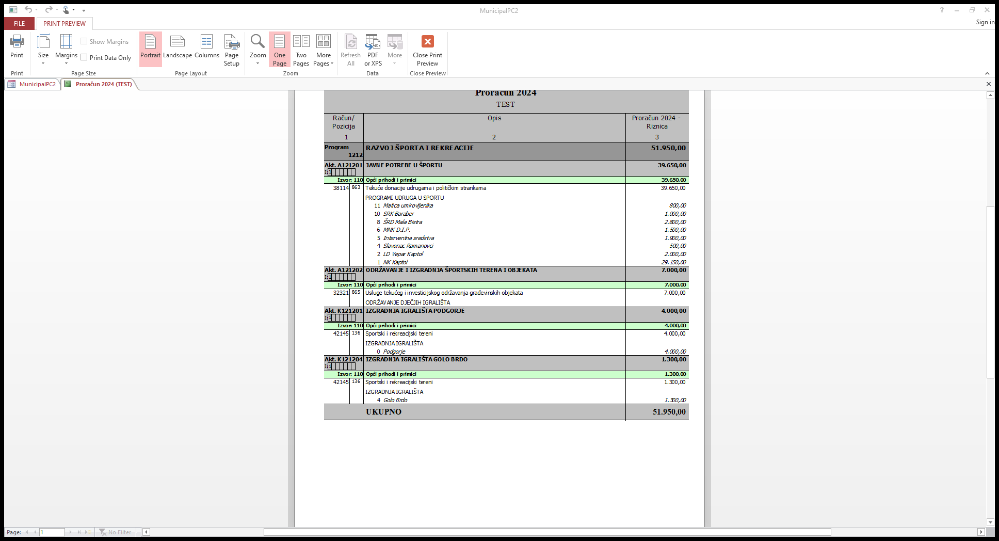 MunicipalPC2
?
Sign in
FILE
PRINT PREVIEW
Print
Size
Margins
Show Margins
Print Data Only
Portrait
Landscape
Columns
Page Setup
Zoom
One Page
Two Pages
More Pages
Refresh All
PDF or XPS
More
Close Print Preview
Print
Page Size
Page Layout
Zoom
Data
Close Preview
MunicipalPC2
Proračun 2024 (TEST)
Proračun 2024
TEST
Račun/ Opis Proračun 2024 -
Pozicija Riznica
1 2 3
Program RAZVOJ ŠPORTA I REKREACIJE 51.950,00
1212
Akt. A121201 JAVNE POTREBE U ŠPORTU 39.650,00
I:1
Izvor: 110 Opći prihodi i primici 39.650,00
38114 863 Tekuće donacije udrugama i političkim strankama 39.650,00
PROGRAMI UDRUGA U SPORTU
11 Matica umirovljenika 800,00
10 SRK Baraber 1.000,00
8 ŠRD Mala Bistra 2.800,00
6 MNK D.I.P. 1.500,00
5 Interventna sredstva 1.900,00
4 Slavonac Ramanovci 500,00
2 LD Vepar Kaptol 2.000,00
1 NK Kaptol 29.150,00
Akt. A121202 ODRŽAVANJE I IZGRADNJA ŠPORTSKIH TERENA I OBJEKATA 7.000,00
I:1
Izvor: 110 Opći prihodi i primici 7.000,00
32321 865 Usluge tekućeg i investicijskog održavanja građevinskih objekata 7.000,00
ODRŽAVANJE DJEČJIH IGRALIŠTA
Akt. K121201 IZGRADNJA IGRALIŠTA PODGORJE 4.000,00
I:1
Izvor: 110 Opći prihodi i primici 4.000,00
42145 136 Sportski i rekreacijski tereni 4.000,00
IZGRADNJA IGRALIŠTA
0 Podgorje 4.000,00
Akt. K121204 IZGRADNJA IGRALIŠTA GOLO BRDO 1.300,00
I:1
Izvor: 110 Opći prihodi i primici 1.300,00
42145 136 Sportski i rekreacijski tereni 1.300,00
IZGRADNJA IGRALIŠTA
4 Golo Brdo 1.300,00
UKUPNO 51.950,00
Page: 1 No Filter